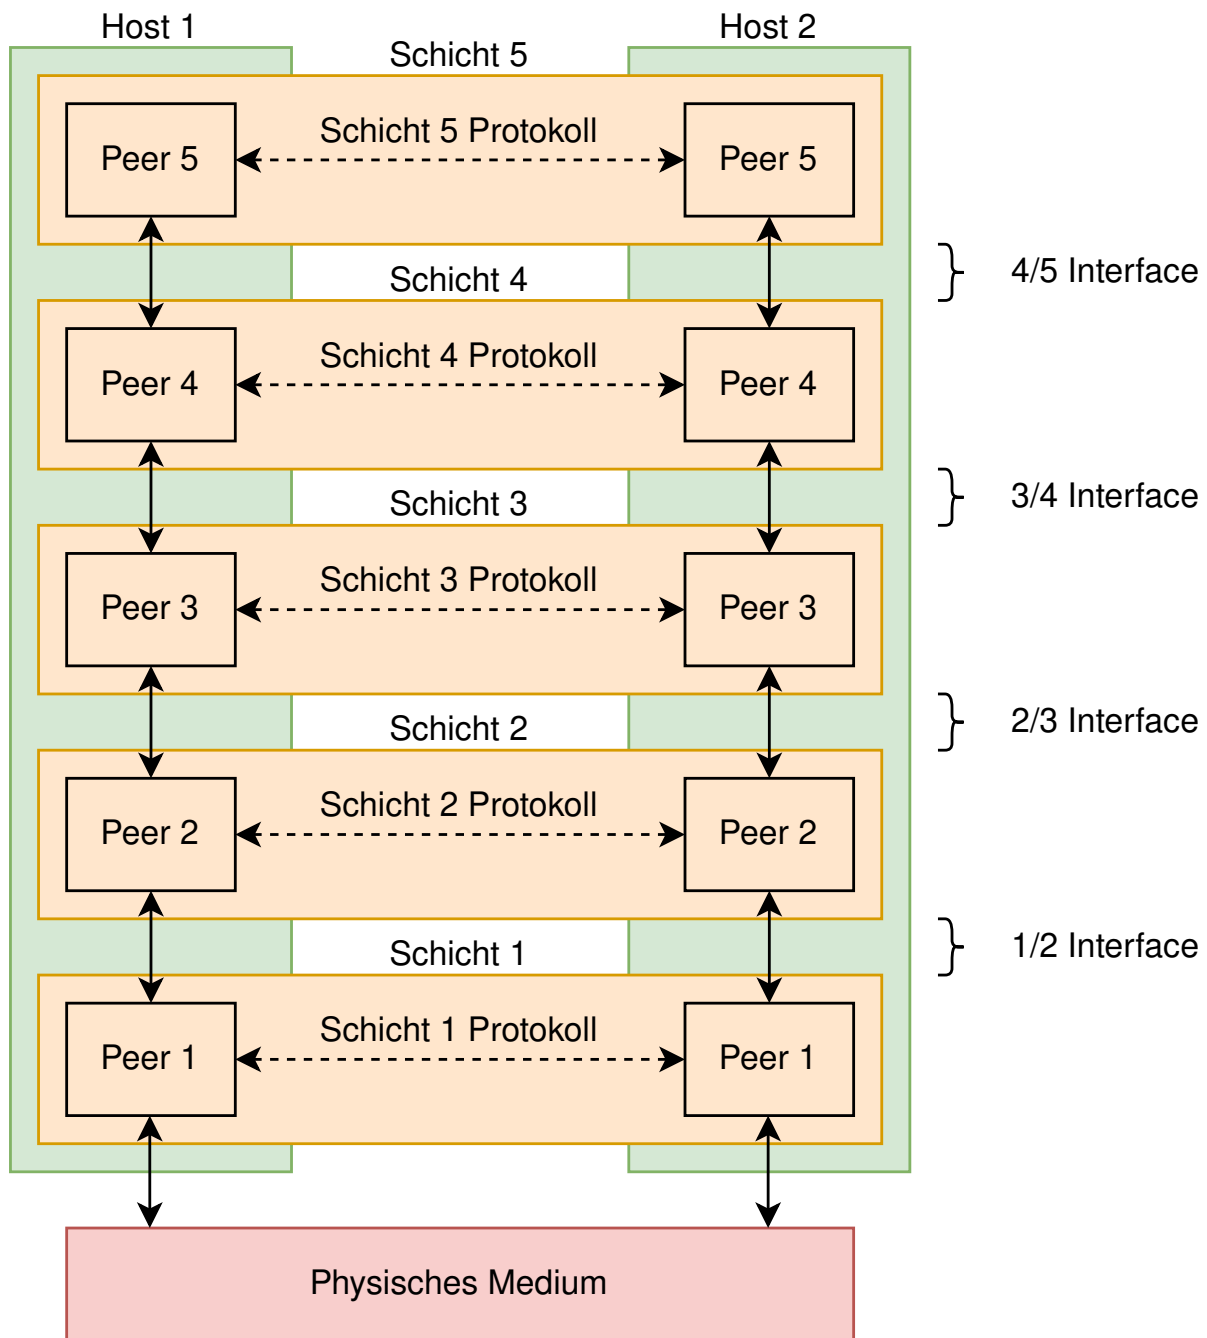 Host 1
Host 2
Schicht 5
Schicht 5 Protokoll
Peer 5
Peer 5
4/5 Interface
Schicht 4
Schicht 4 Protokoll
Peer 4
Peer 4
3/4 Interface
Schicht 3
Schicht 3 Protokoll
Peer 3
Peer 3
2/3 Interface
Schicht 2
Schicht 2 Protokoll
Peer 2
Peer 2
1/2 Interface
Schicht 1
Schicht 1 Protokoll
Peer 1
Peer 1
Physisches Medium